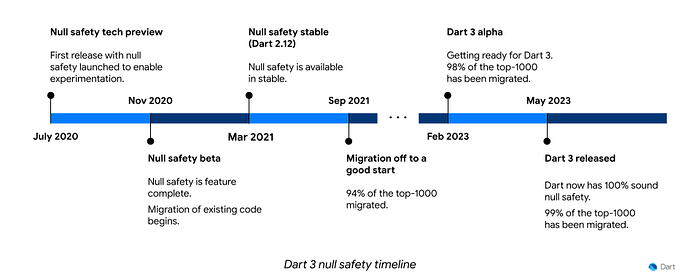 Null safety tech preview
First release with null
safety launched to enable
experimentation.
Null safety stable
(Dart 2.12)
Null safety is available
in stable.
Dart 3 alpha
Getting ready for Dart 3.
98% of the top-1000
has been migrated.
Nov 2020
Sep 2021
May 2023
...
July 2020
Mar 2021
Feb 2023
Null safety beta
Null safety is feature
complete.
Migration of existing code
begins.
Migration off to a
good start
94% of the top-1000
migrated.
Dart 3 released
Dart now has 100% sound
null safety.
99% of the top-1000
has been migrated.
Dart 3 null safety timeline
Dart